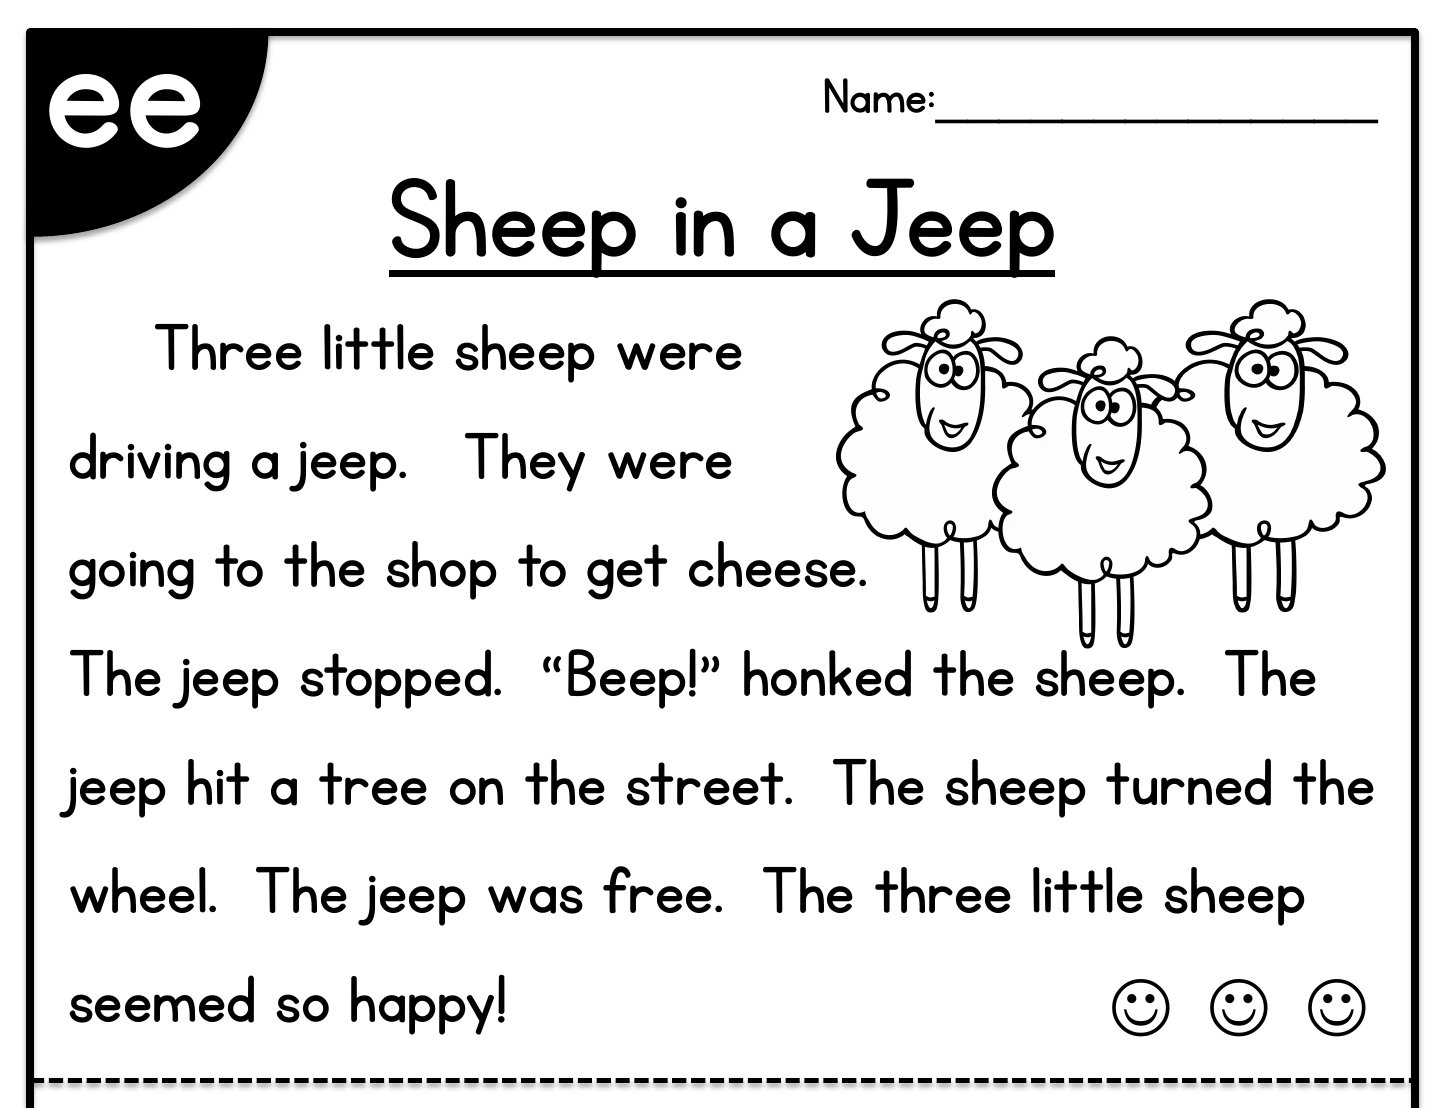 ee
Name:
Sheep in a Jeep
Three little sheep were
driving a jeep. They were
going to the shop to get cheese.
The jeep stopped. “Beep!” honked the sheep. The
jeep hit a tree on the street. The sheep turned the
wheel. The jeep was free. The three little sheep
seemed so happy!